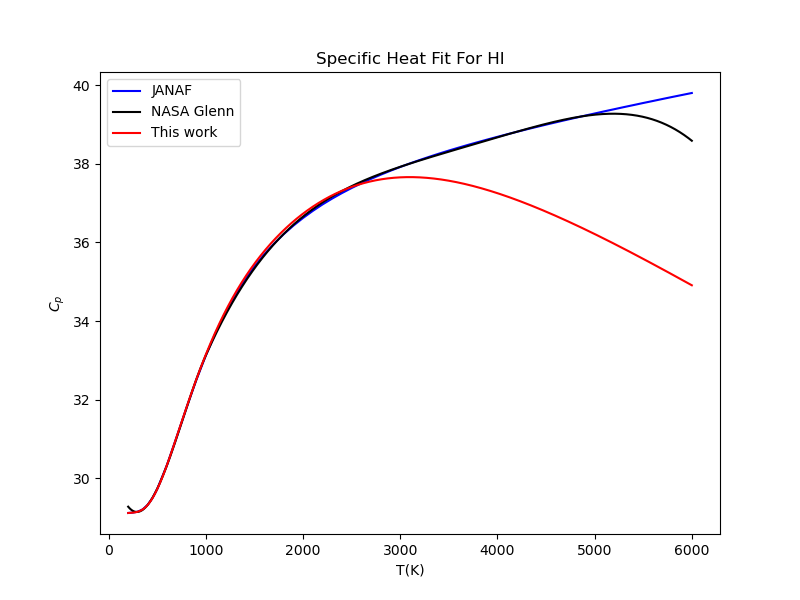 Specific Heat Fit For HI
JANAF
NASA Glenn
This work
40
38
36
34
32
30
C_p
0 1000 2000 3000 4000 5000 6000
T(K)